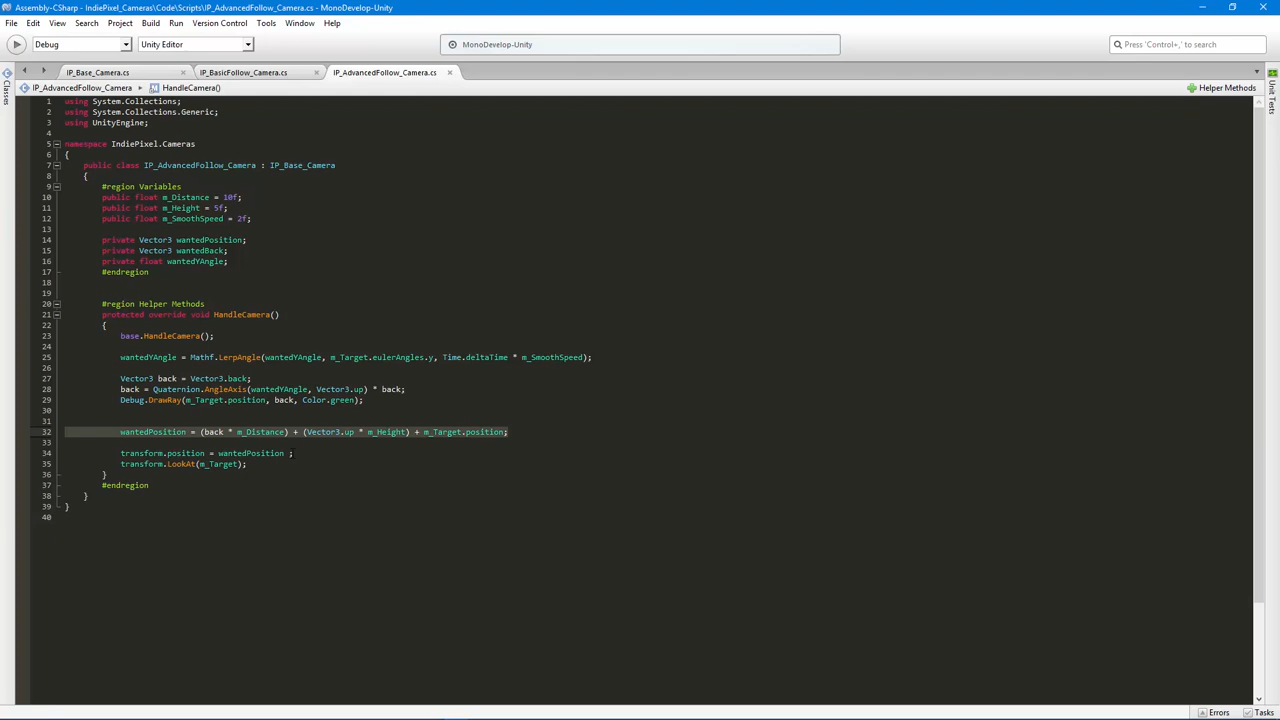 Assembly-CSharp - IndiePixel_Cameras\Code\Scripts\IP_Advanced_Follow_Camera.cs - MonoDevelop-Unity
File Edit View Search Project Build Run Version Control Tools Window Help
Debug Unity Editor MonoDevelop-Unity Press 'Control+,' to search
IP_Base_Camera.cs IP_BasicFollow_Camera.cs IP_AdvancedFollow_Camera.cs
IP_AdvancedFollow_Camera HandleCamera() Helper Methods
Classes
Unit Tests
1 using System.Collections;
2 using System.Collections.Generic;
3 using UnityEngine;
4
5 namespace IndiePixel.Cameras
6 {
7 public class IP_AdvancedFollow_Camera : IP_Base_Camera
8 {
9 #region Variables
10 public float m_Distance = 10f;
11 public float m_Height = 5f;
12 public float m_SmoothSpeed = 2f;
13
14 private Vector3 wantedPosition;
15 private Vector3 wantedBack;
16 private float wantedYAngle;
17 #endregion
18
19
20 #region Helper Methods
21 protected override void HandleCamera()
22 {
23 base.HandleCamera();
24
25 wantedYAngle = Mathf.LerpAngle(wantedYAngle, m_Target.eulerAngles.y, Time.deltaTime * m_SmoothSpeed);
26
27 Vector3 back = Vector3.back;
28 back = Quaternion.AngleAxis(wantedYAngle, Vector3.up) * back;
29 Debug.DrawRay(m_Target.position, back, Color.green);
30
31
32 wantedPosition = (back * m_Distance) + (Vector3.up * m_Height) + m_Target.position;
33
34 transform.position = wantedPosition ;
35 transform.LookAt(m_Target);
36 }
37 #endregion
38 }
39 }
40
Errors Tasks